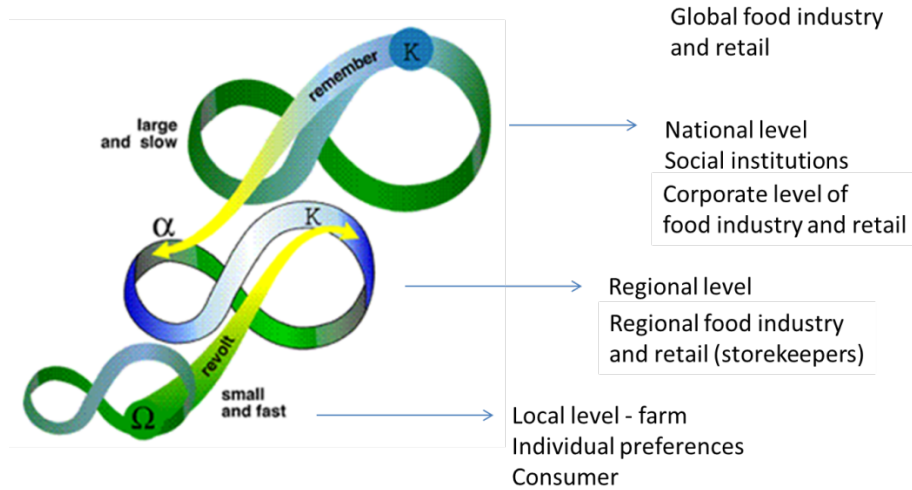 Global food industry
and retail
K
remember
large
and slow
National level
Social institutions
Corporate level of
food industry and retail
α
K
Regional level
Regional food industry
and retail (storekeepers)
revolt
small
and fast
Ω
Local level - farm
Individual preferences
Consumer